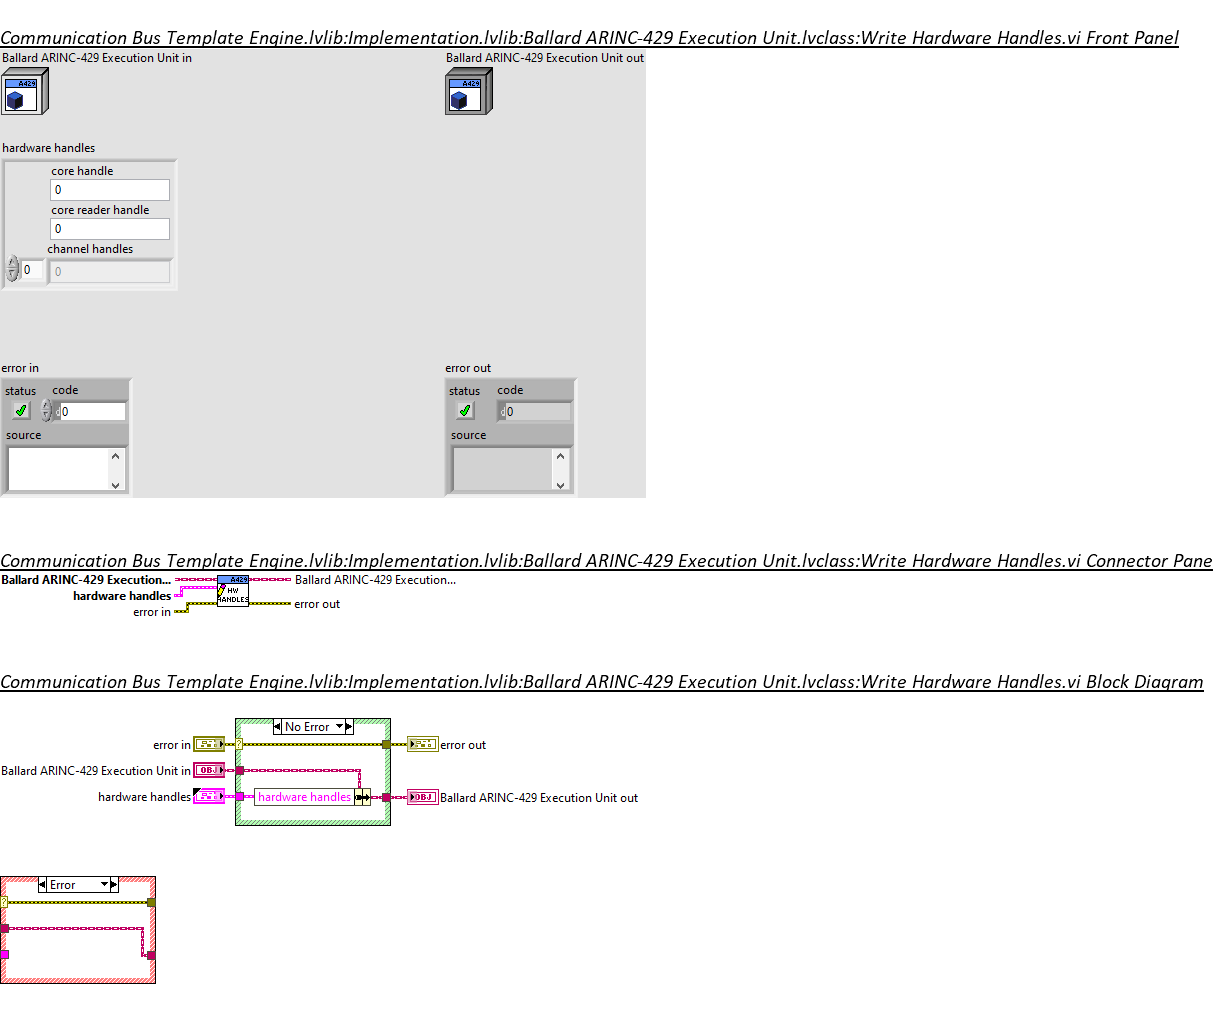 Communication Bus Template Engine.lvlib:Implementation.lvlib:Ballard ARINC-429 Execution Unit.lvclass:Write Hardware Handles.vi Front Panel
Ballard ARINC-429 Execution Unit in
Ballard ARINC-429 Execution Unit out
A429
A429
hardware handles
core handle
0
core reader handle
0
channel handles
0
0
error in
error out
status
code
status
code
d
0
d
0
source
source
Communication Bus Template Engine.lvlib:Implementation.lvlib:Ballard ARINC-429 Execution Unit.lvclass:Write Hardware Handles.vi Connector Pane
Ballard ARINC-429 Execution...
A429
Ballard ARINC-429 Execution...
hardware handles
HW
HANDLES
error in
error out
Communication Bus Template Engine.lvlib:Implementation.lvlib:Ballard ARINC-429 Execution Unit.lvclass:Write Hardware Handles.vi Block Diagram
No Error
error in
?
error out
Ballard ARINC-429 Execution Unit in
OBJ
hardware handles
hardware handles
OBJ
Ballard ARINC-429 Execution Unit out
Error
?